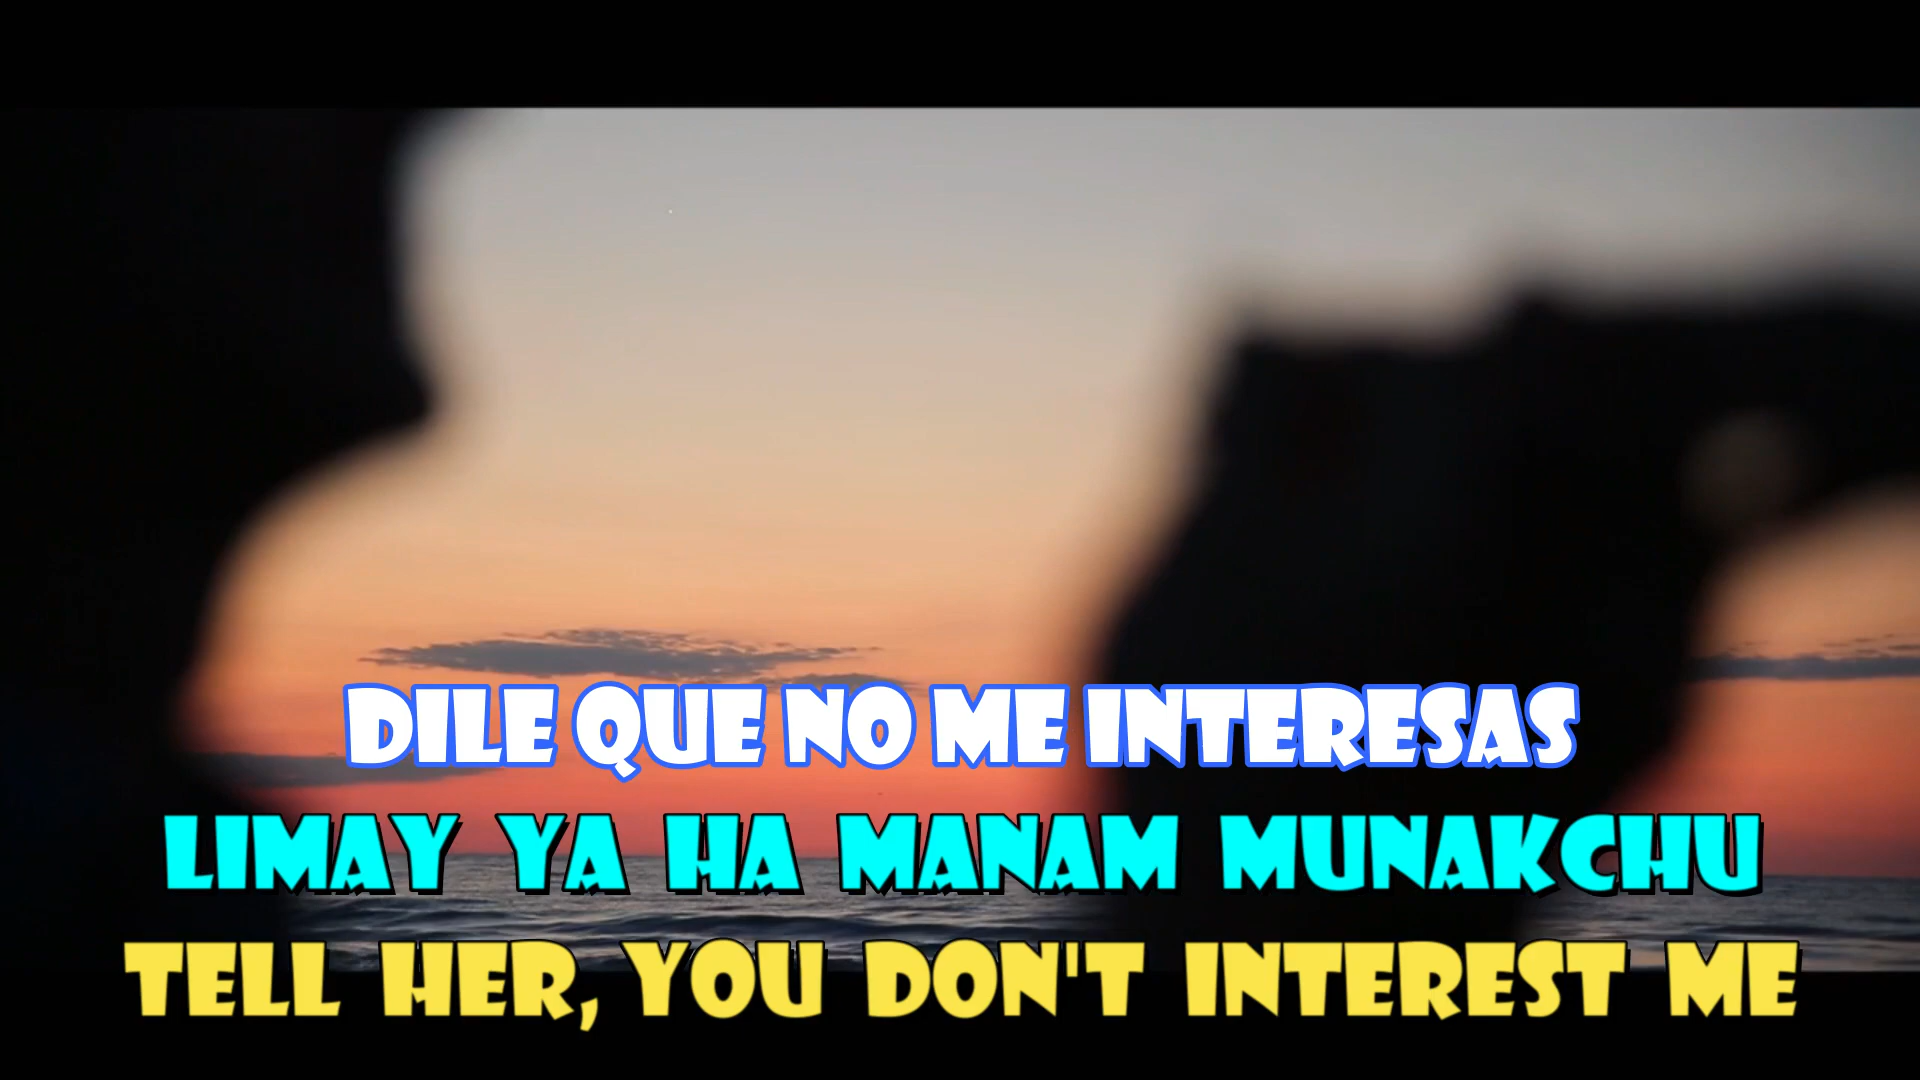 DILE QUE NO ME INTERESAS
LIMAY YA HA MANAM MUNAKCHU
TELL HER, YOU DON'T INTEREST ME